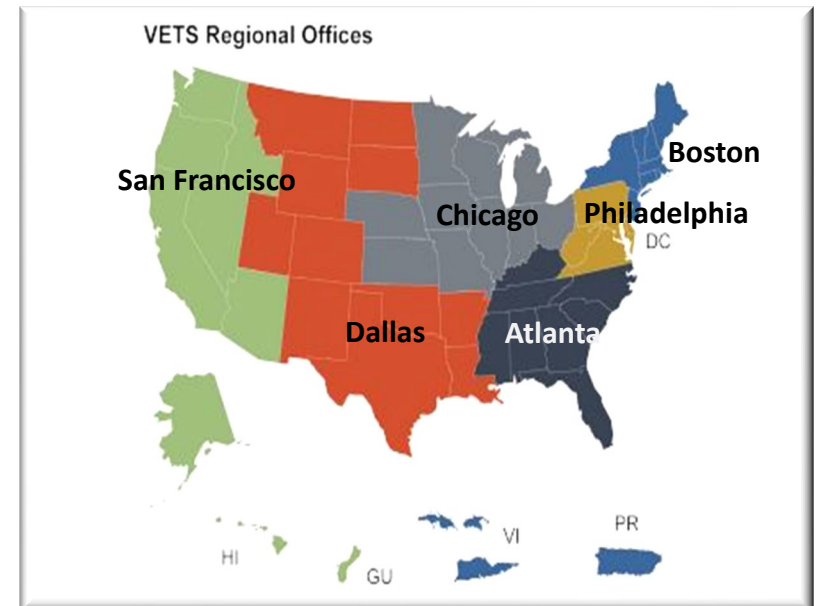 VETS Regional Offices
Boston
San Francisco
Chicago
Philadelphia
DC
Dallas
Atlanta
PR
VI
HI
GU